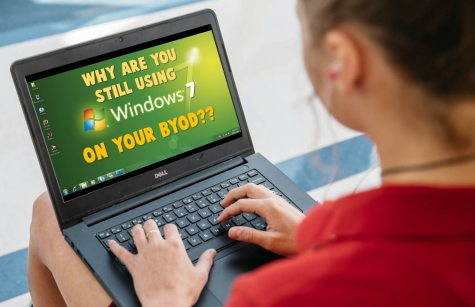 WHY ARE YOU
STILL USING
Windows 7
ON YOUR BYOD??
DELL